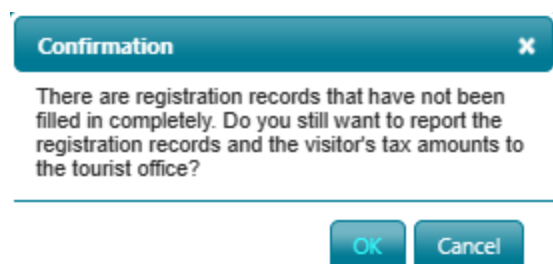 Confirmation
There are registration records that have not been
filled in completely. Do you still want to report the
registration records and the visitor's tax amounts to
the tourist office?
OK Cancel